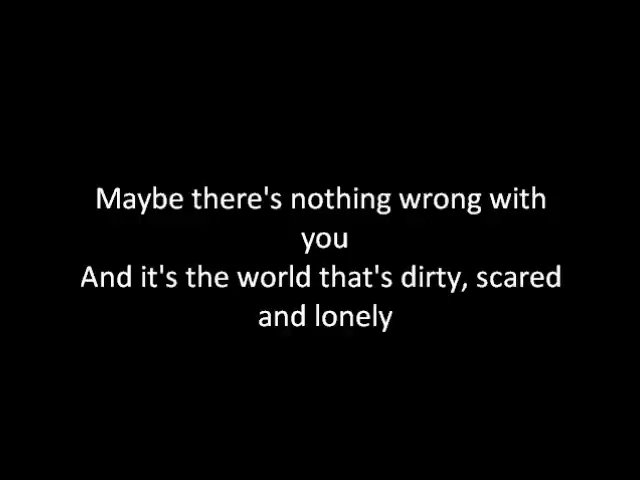 Maybe there's nothing wrong with
you
And it's the world that's dirty, scared
and lonely